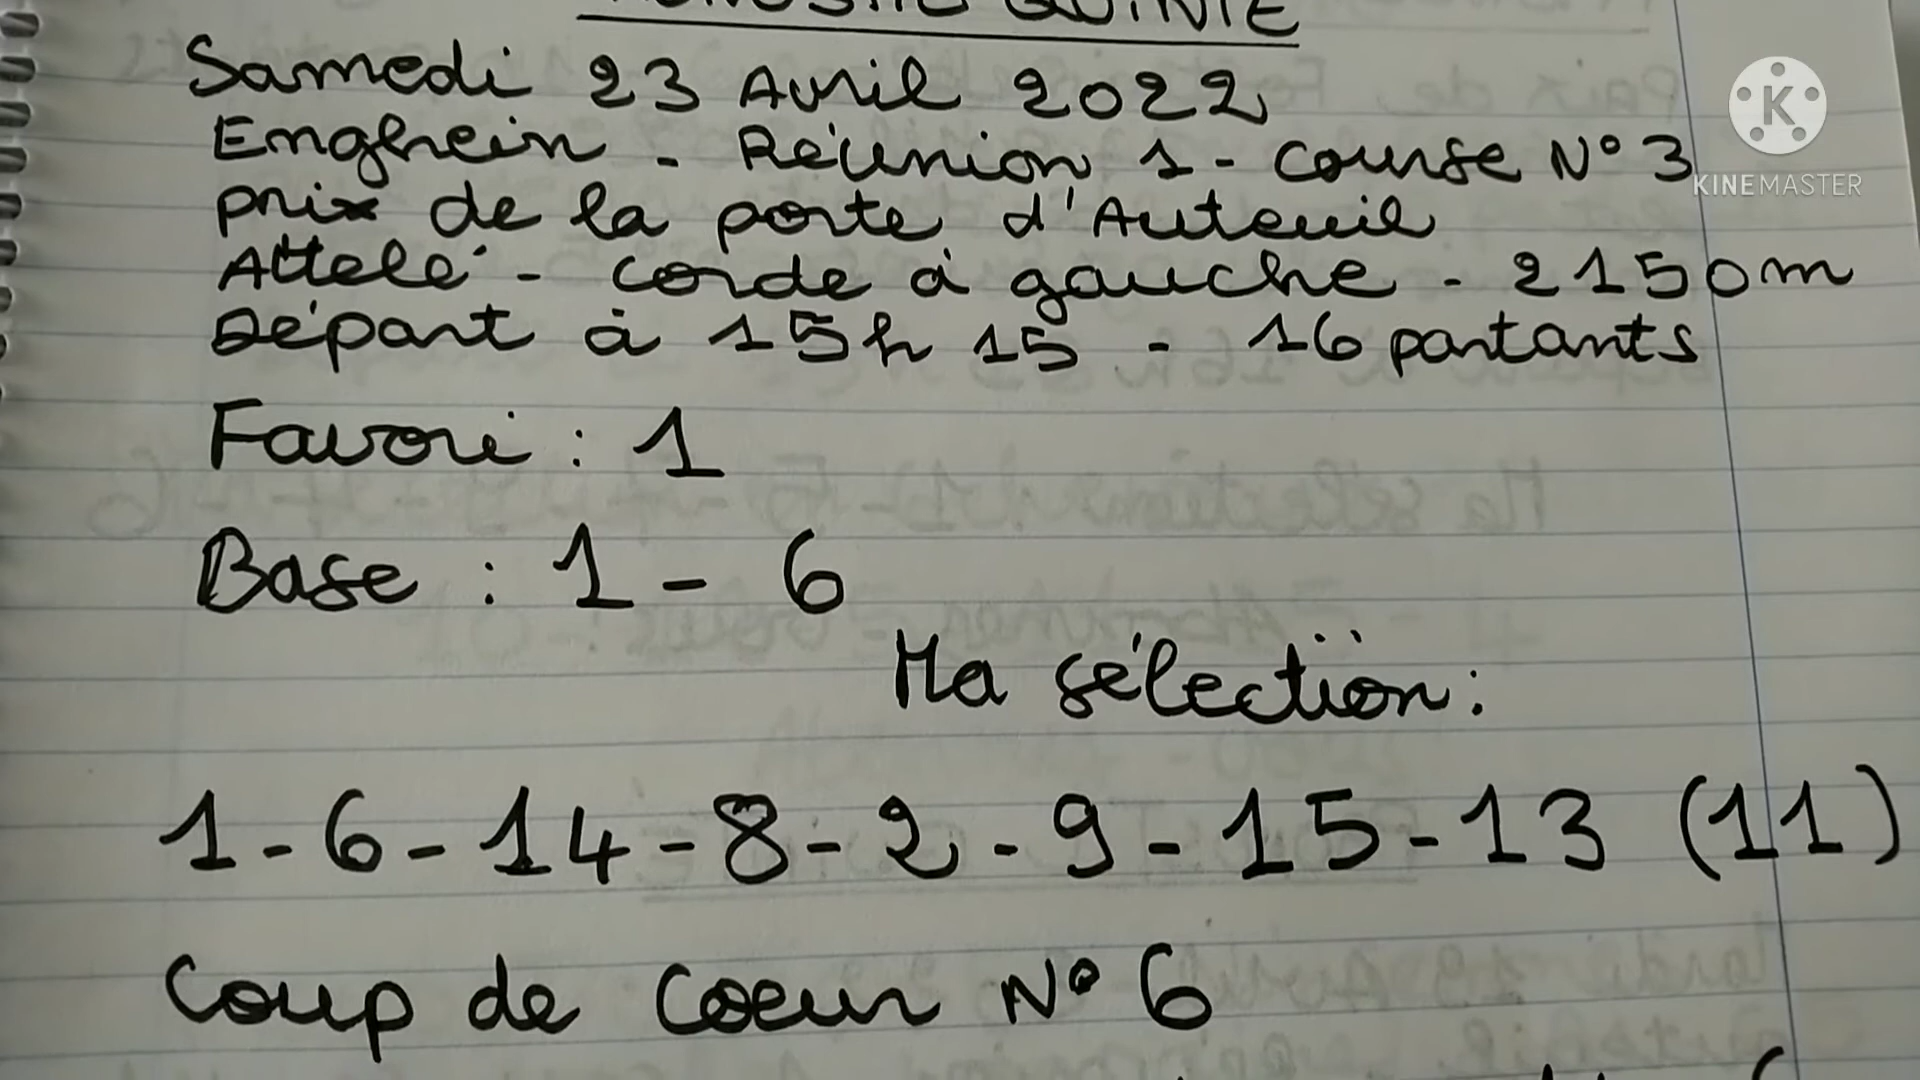 QUINTE
Samedi 23 Avril 2022
Enghein - Réunion 1 - course N° 3
prix de la porte d'Auteuil
Attelé - corde à gauche - 2150m
Départ à 15h15 - 16 partants
Favori : 1
Base : 1 - 6
Ma sélection :
1 - 6 - 14 - 8 - 2 - 9 - 15 - 13 (11)
Coup de coeur N° 6
K
KINEMASTER